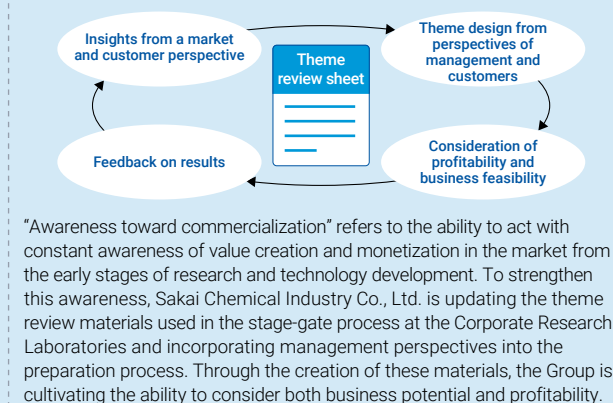 Insights from a market
and customer perspective
Theme
review sheet
Theme design from
perspectives of
management and
customers
Feedback on results
Consideration of
profitability and
business feasibility
“Awareness toward commercialization” refers to the ability to act with
constant awareness of value creation and monetization in the market from
the early stages of research and technology development. To strengthen
this awareness, Sakai Chemical Industry Co., Ltd. is updating the theme
review materials used in the stage-gate process at the Corporate Research
Laboratories and incorporating management perspectives into the
preparation process. Through the creation of these materials, the Group is
cultivating the ability to consider both business potential and profitability.